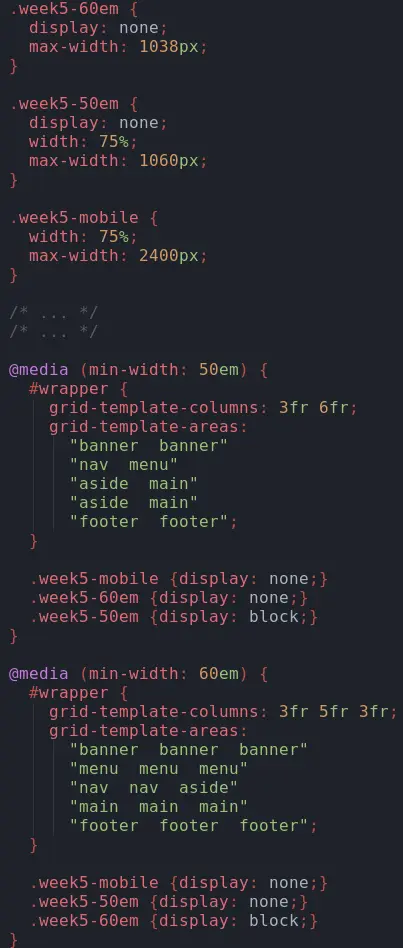 .week5-60em {
  display: none;
  max-width: 1038px;
}

.week5-50em {
  display: none;
  width: 75%;
  max-width: 1060px;
}

.week5-mobile {
  width: 75%;
  max-width: 2400px;
}

/* ... */
/* ... */

@media (min-width: 50em) {
  #wrapper {
    grid-template-columns: 3fr 6fr;
    grid-template-areas:
      "banner  banner"
      "nav  menu"
      "aside  main"
      "aside  main"
      "footer  footer";
  }

  .week5-mobile {display: none;}
  .week5-60em {display: none;}
  .week5-50em {display: block;}
}

@media (min-width: 60em) {
  #wrapper {
    grid-template-columns: 3fr 5fr 3fr;
    grid-template-areas:
      "banner  banner  banner"
      "menu  menu  menu"
      "nav  nav  aside"
      "main  main  main"
      "footer  footer  footer";
  }

  .week5-mobile {display: none;}
  .week5-50em {display: none;}
  .week5-60em {display: block;}
}